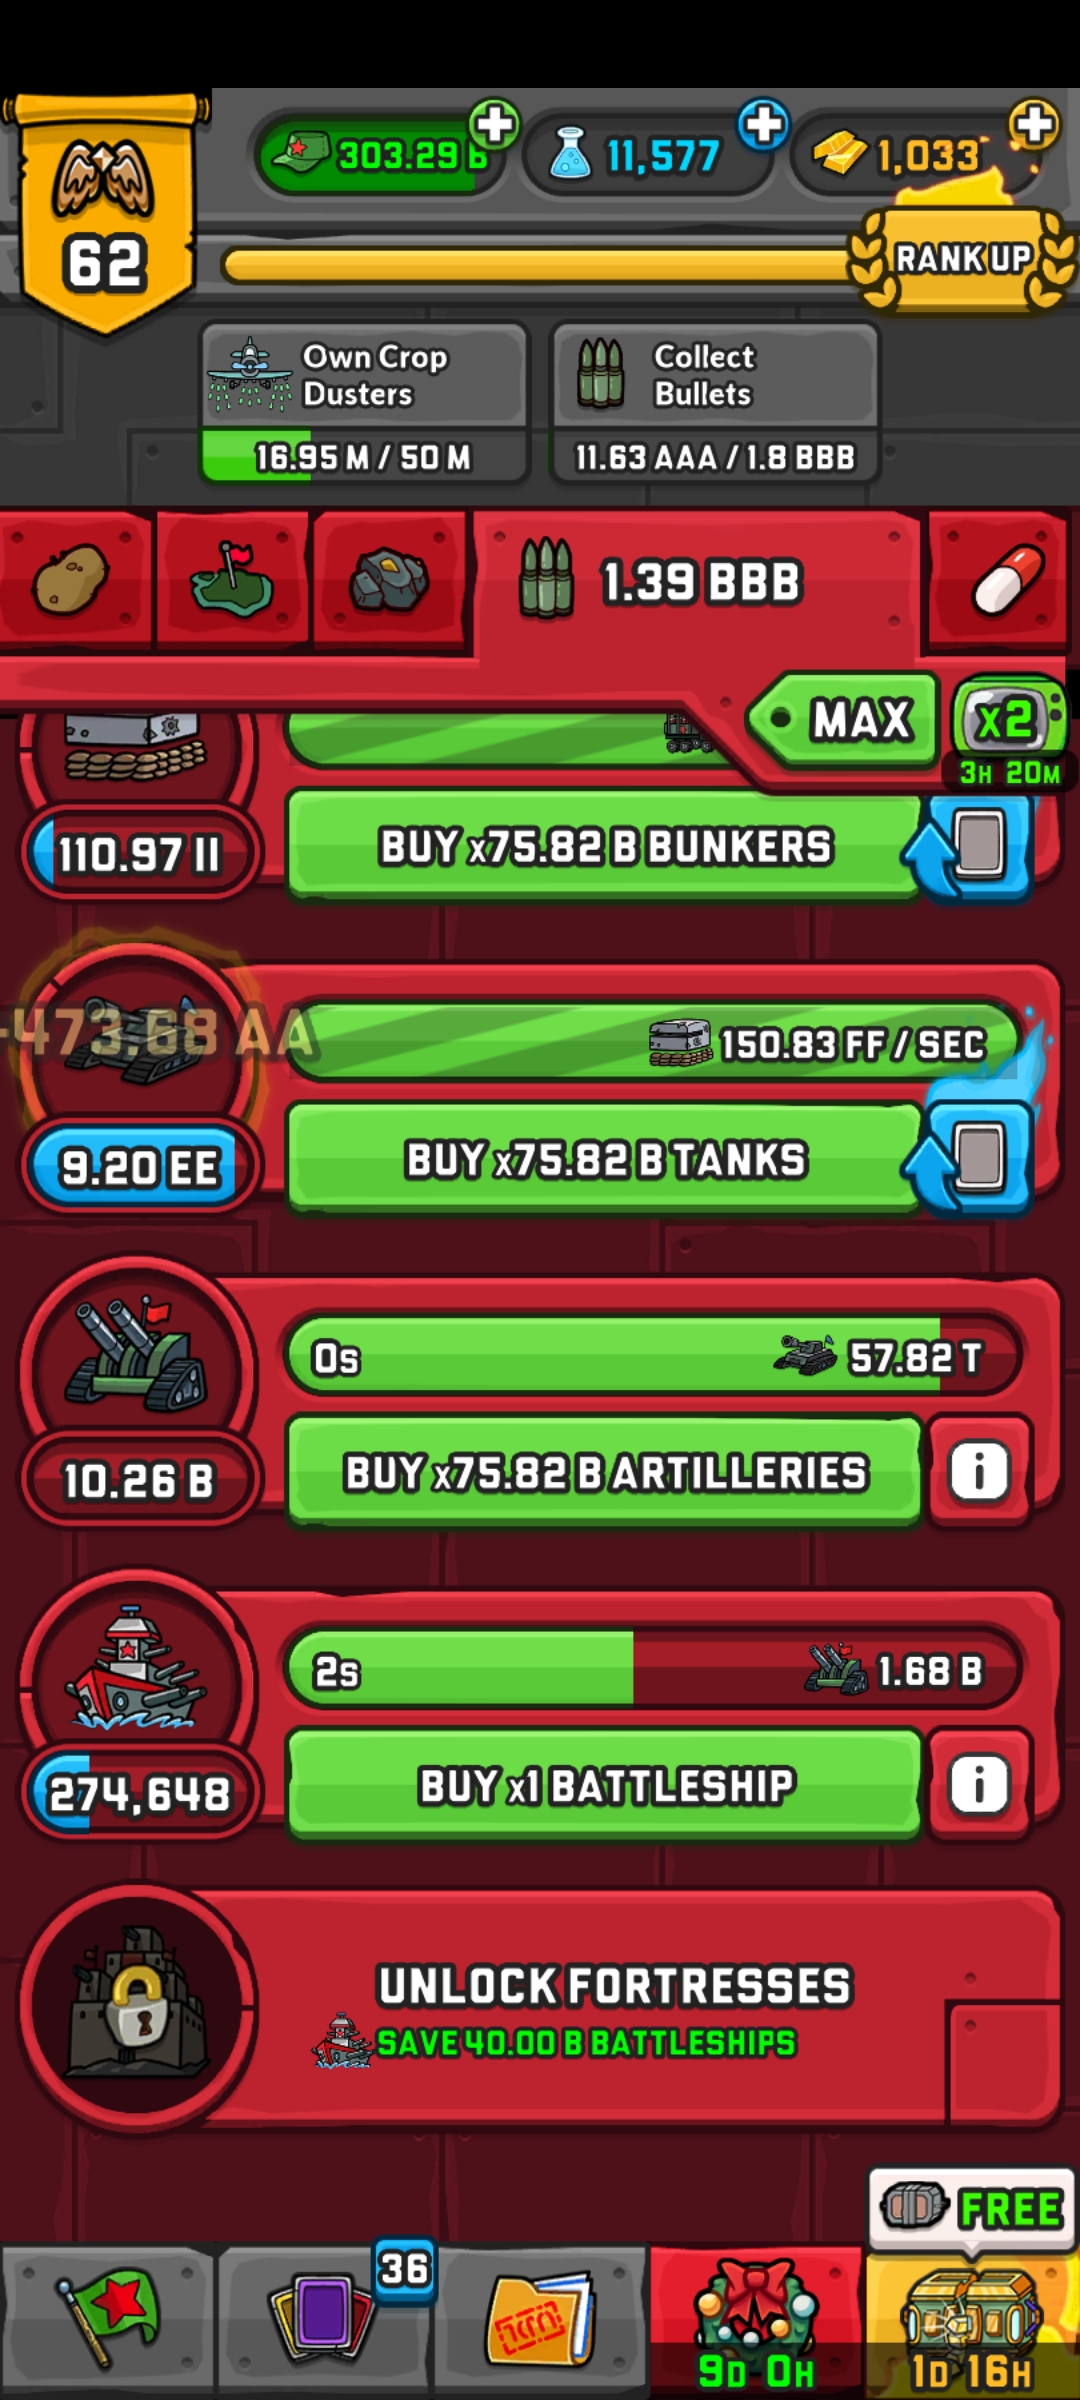 303.29 B
11,577
1,033
62
RANK UP
Own Crop
Dusters
16.95 M / 50 M
Collect
Bullets
11.63 AAA / 1.8 BBB
1.39 BBB
MAX
x2
3H 20M
110.97 II
BUY x75.82 B BUNKERS
473.68 AA
150.83 FF / SEC
9.20 EE
BUY x75.82 B TANKS
0s
57.82 T
10.26 B
BUY x75.82 B ARTILLERIES
i
2s
1.68 B
274,648
BUY x1 BATTLESHIP
i
UNLOCK FORTRESSES
SAVE 40.00 B BATTLESHIPS
FREE
36
9D 0H
1D 16H